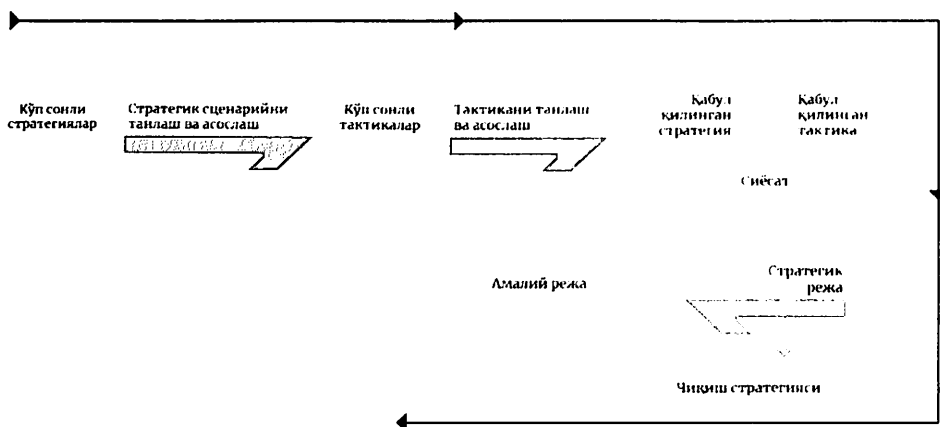 Кўп сонли
стратегиялар
Стратегик сценарийни
танлаш ва асослаш
Кўп сонли
тактикалар
Тактикани танлаш
ва асослаш
Қабул
қилинган
стратегия
Қабул
қилинган
тактика
Сиёсат
Амалий режа
Стратегик
режа
Чиқиш стратегияси